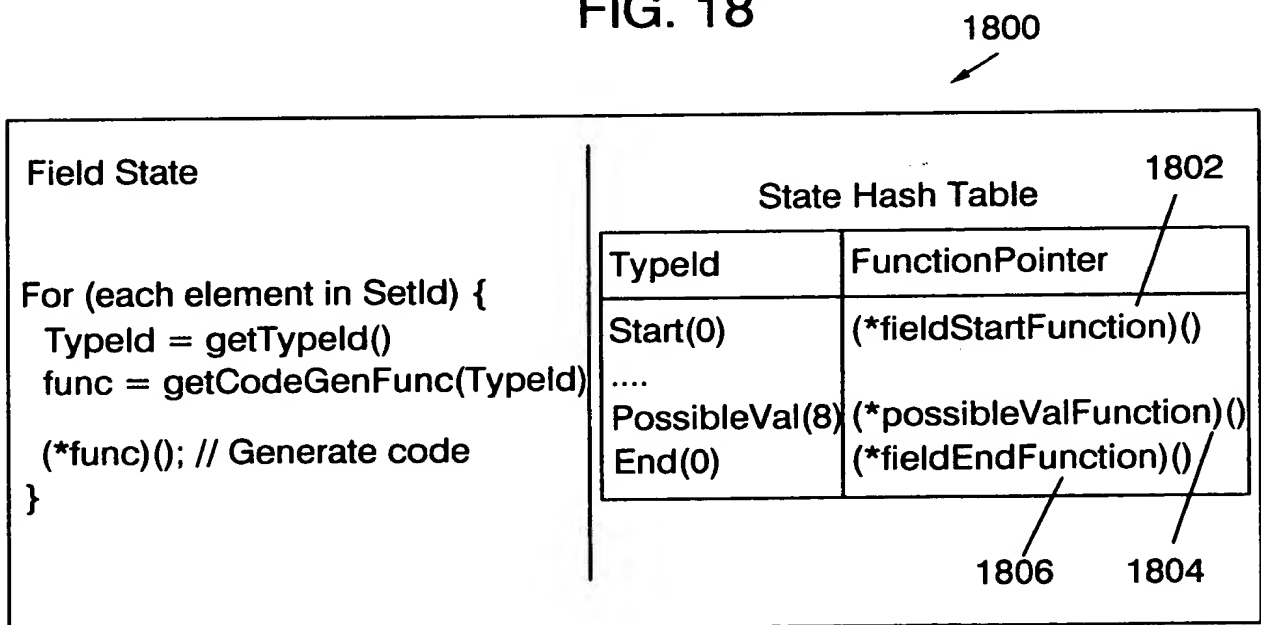 FIG. 18
1800
Field State
For (each element in SetId) {
TypeId = getTypeId()
func = getCodeGenFunc(TypeId)
(*func)(); // Generate code
}
1802
State Hash Table
TypeId FunctionPointer
Start(0) (*fieldStartFunction)()
....
PossibleVal(8) (*possibleValFunction)()
End(0) (*fieldEndFunction)()
1806 1804